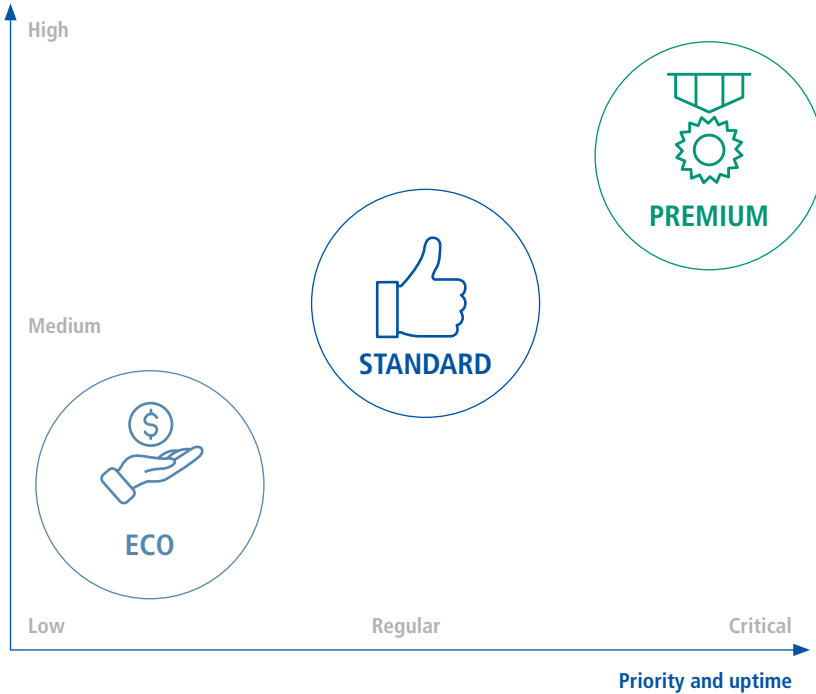 High
PREMIUM
Medium
STANDARD
$
ECO
Low Regular Critical
Priority and uptime